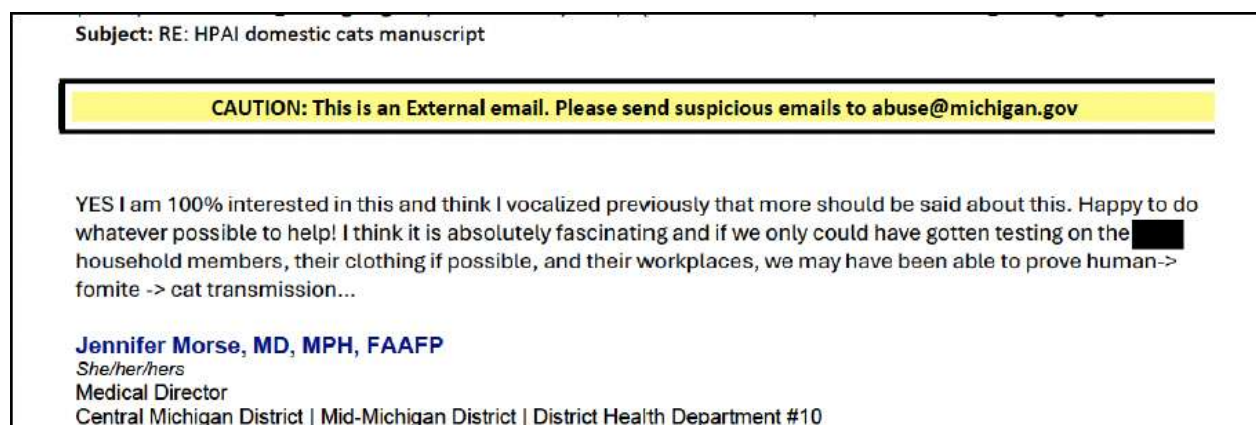 Subject: RE: HPAI domestic cats manuscript
CAUTION: This is an External email. Please send suspicious emails to abuse@michigan.gov
YES I am 100% interested in this and think I vocalized previously that more should be said about this. Happy to do
whatever possible to help! I think it is absolutely fascinating and if we only could have gotten testing on the
household members, their clothing if possible, and their workplaces, we may have been able to prove human->
fomite -> cat transmission...
Jennifer Morse, MD, MPH, FAAFP
She/her/hers
Medical Director
Central Michigan District | Mid-Michigan District | District Health Department #10